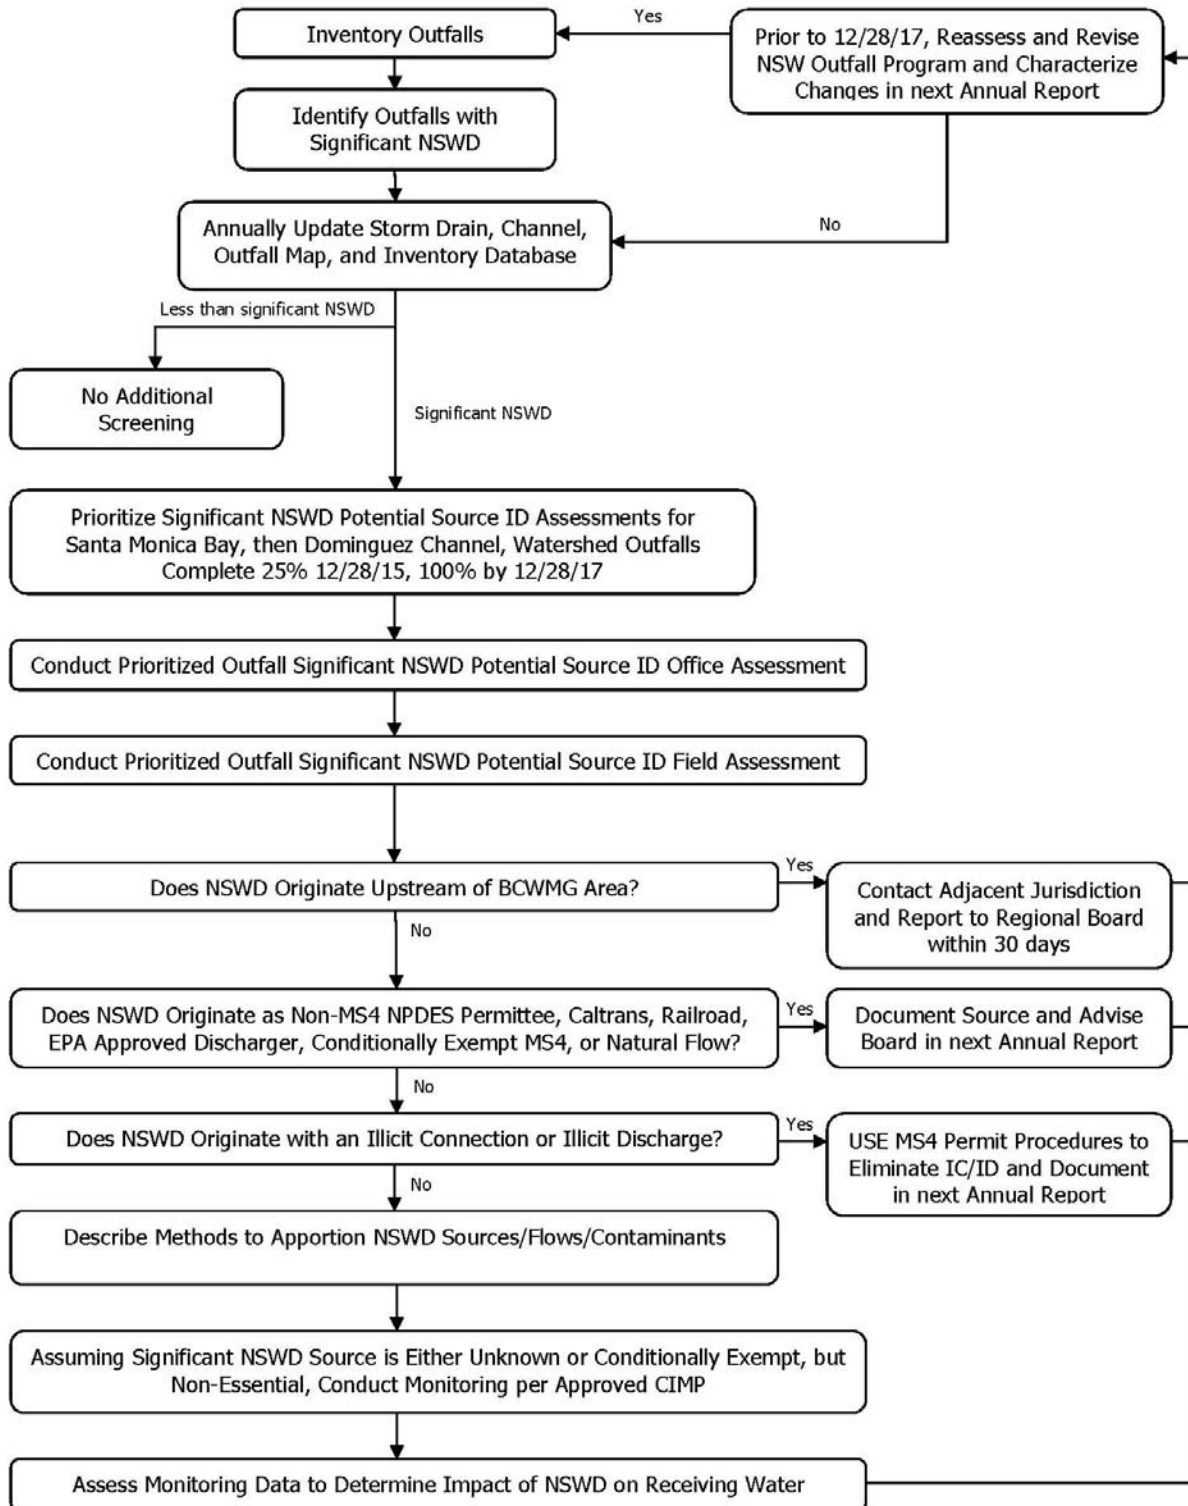 Inventory Outfalls
Yes
Prior to 12/28/17, Reassess and Revise
NSW Outfall Program and Characterize
Changes in next Annual Report
Identify Outfalls with
Significant NSWD
Annually Update Storm Drain, Channel,
Outfall Map, and Inventory Database
No
Less than significant NSWD
No Additional
Screening
Significant NSWD
Prioritize Significant NSWD Potential Source ID Assessments for
Santa Monica Bay, then Dominguez Channel, Watershed Outfalls
Complete 25% 12/28/15, 100% by 12/28/17
Conduct Prioritized Outfall Significant NSWD Potential Source ID Office Assessment
Conduct Prioritized Outfall Significant NSWD Potential Source ID Field Assessment
Does NSWD Originate Upstream of BCWMG Area?
Yes
Contact Adjacent Jurisdiction
and Report to Regional Board
within 30 days
No
Does NSWD Originate as Non-MS4 NPDES Permittee, Caltrans, Railroad,
EPA Approved Discharger, Conditionally Exempt MS4, or Natural Flow?
Yes
Document Source and Advise
Board in next Annual Report
No
Does NSWD Originate with an Illicit Connection or Illicit Discharge?
Yes
USE MS4 Permit Procedures to
Eliminate IC/ID and Document
in next Annual Report
No
Describe Methods to Apportion NSWD Sources/Flows/Contaminants
Assuming Significant NSWD Source is Either Unknown or Conditionally Exempt, but
Non-Essential, Conduct Monitoring per Approved CIMP
Assess Monitoring Data to Determine Impact of NSWD on Receiving Water